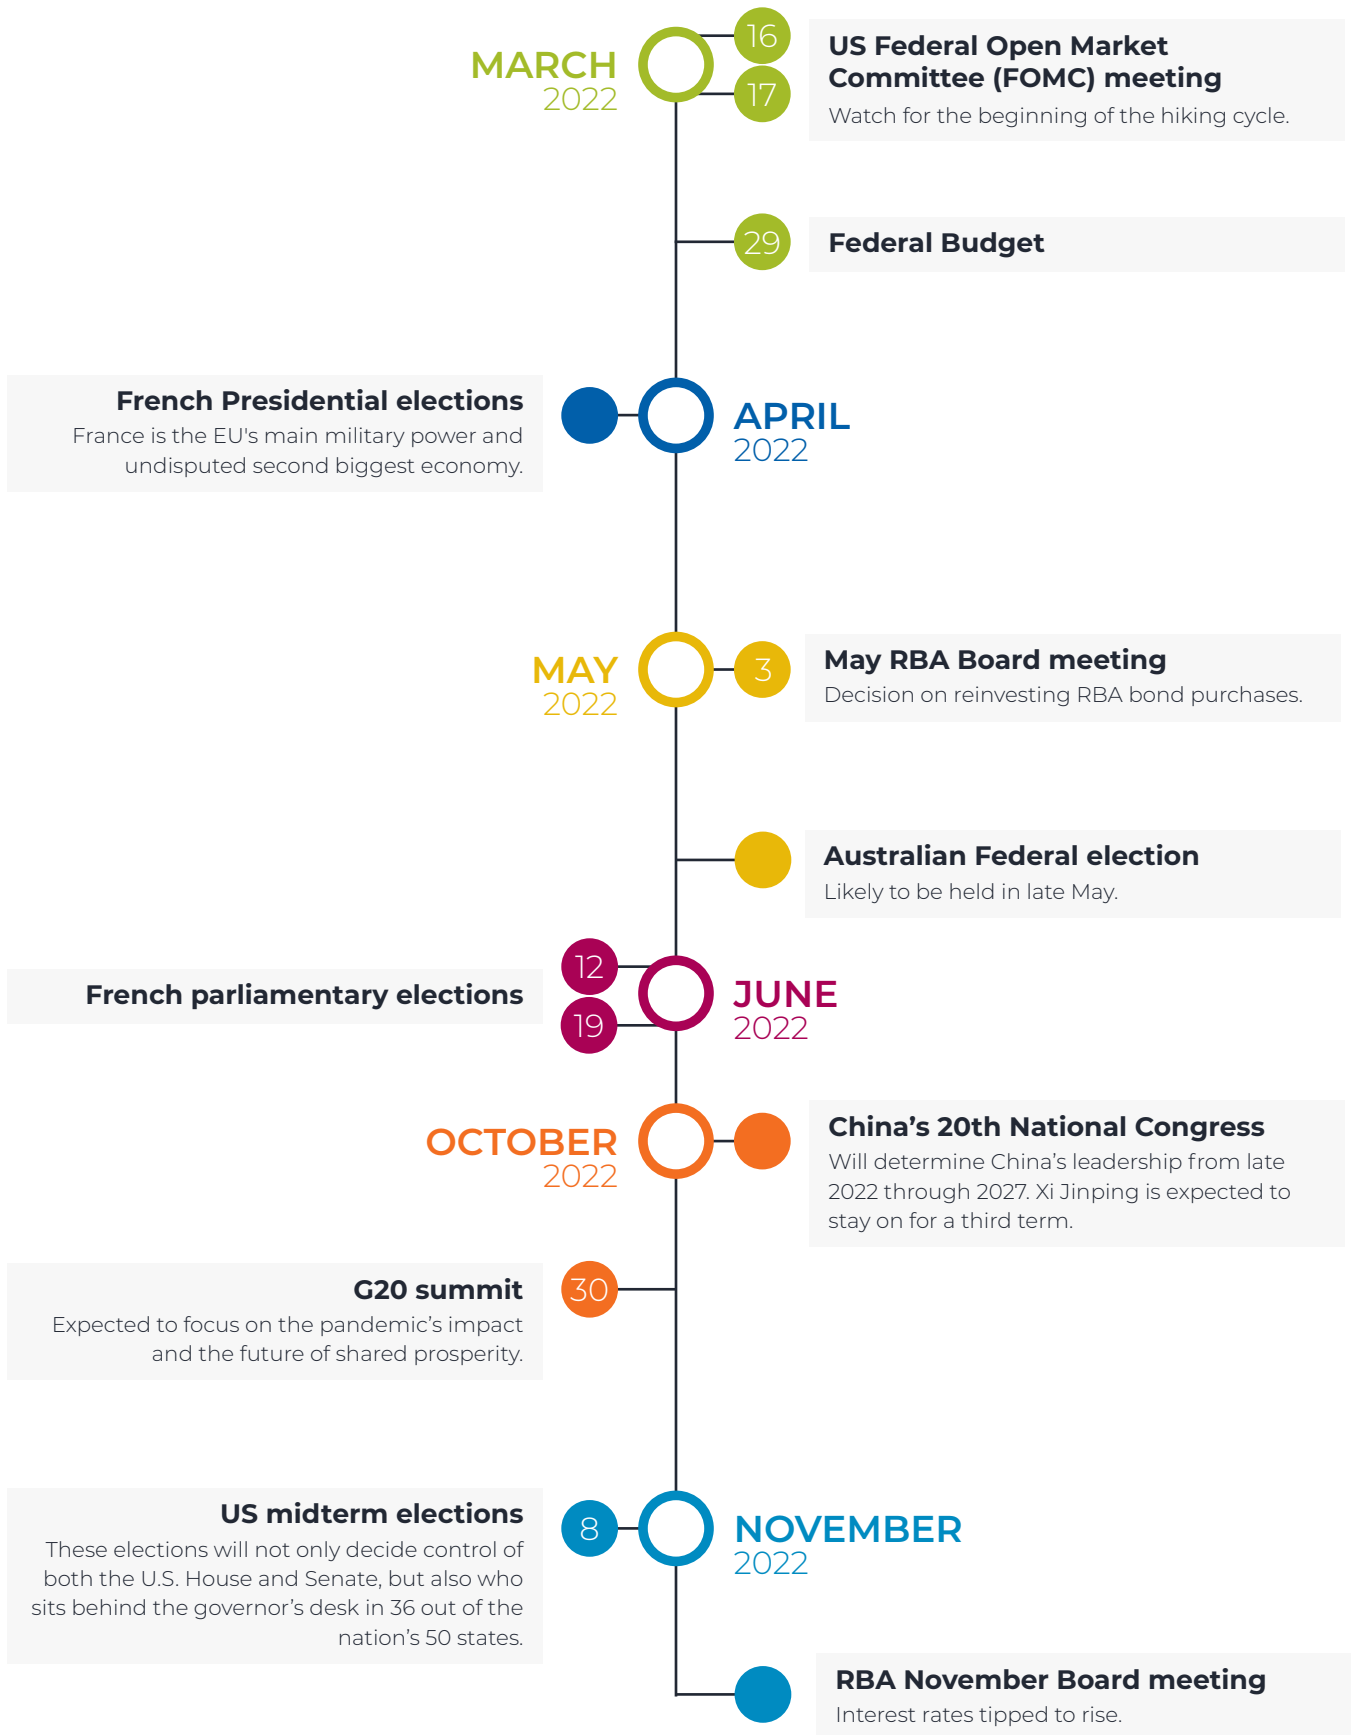 MARCH
2022
16
17
US Federal Open Market
Committee (FOMC) meeting
Watch for the beginning of the hiking cycle.
29
Federal Budget
French Presidential elections
France is the EU's main military power and
undisputed second biggest economy.
APRIL
2022
MAY
2022
3
May RBA Board meeting
Decision on reinvesting RBA bond purchases.
Australian Federal election
Likely to be held in late May.
French parliamentary elections
12
19
JUNE
2022
OCTOBER
2022
China’s 20th National Congress
Will determine China’s leadership from late
2022 through 2027. Xi Jinping is expected to
stay on for a third term.
G20 summit
Expected to focus on the pandemic’s impact
and the future of shared prosperity.
30
US midterm elections
These elections will not only decide control of
both the U.S. House and Senate, but also who
sits behind the governor’s desk in 36 out of the
nation’s 50 states.
8
NOVEMBER
2022
RBA November Board meeting
Interest rates tipped to rise.